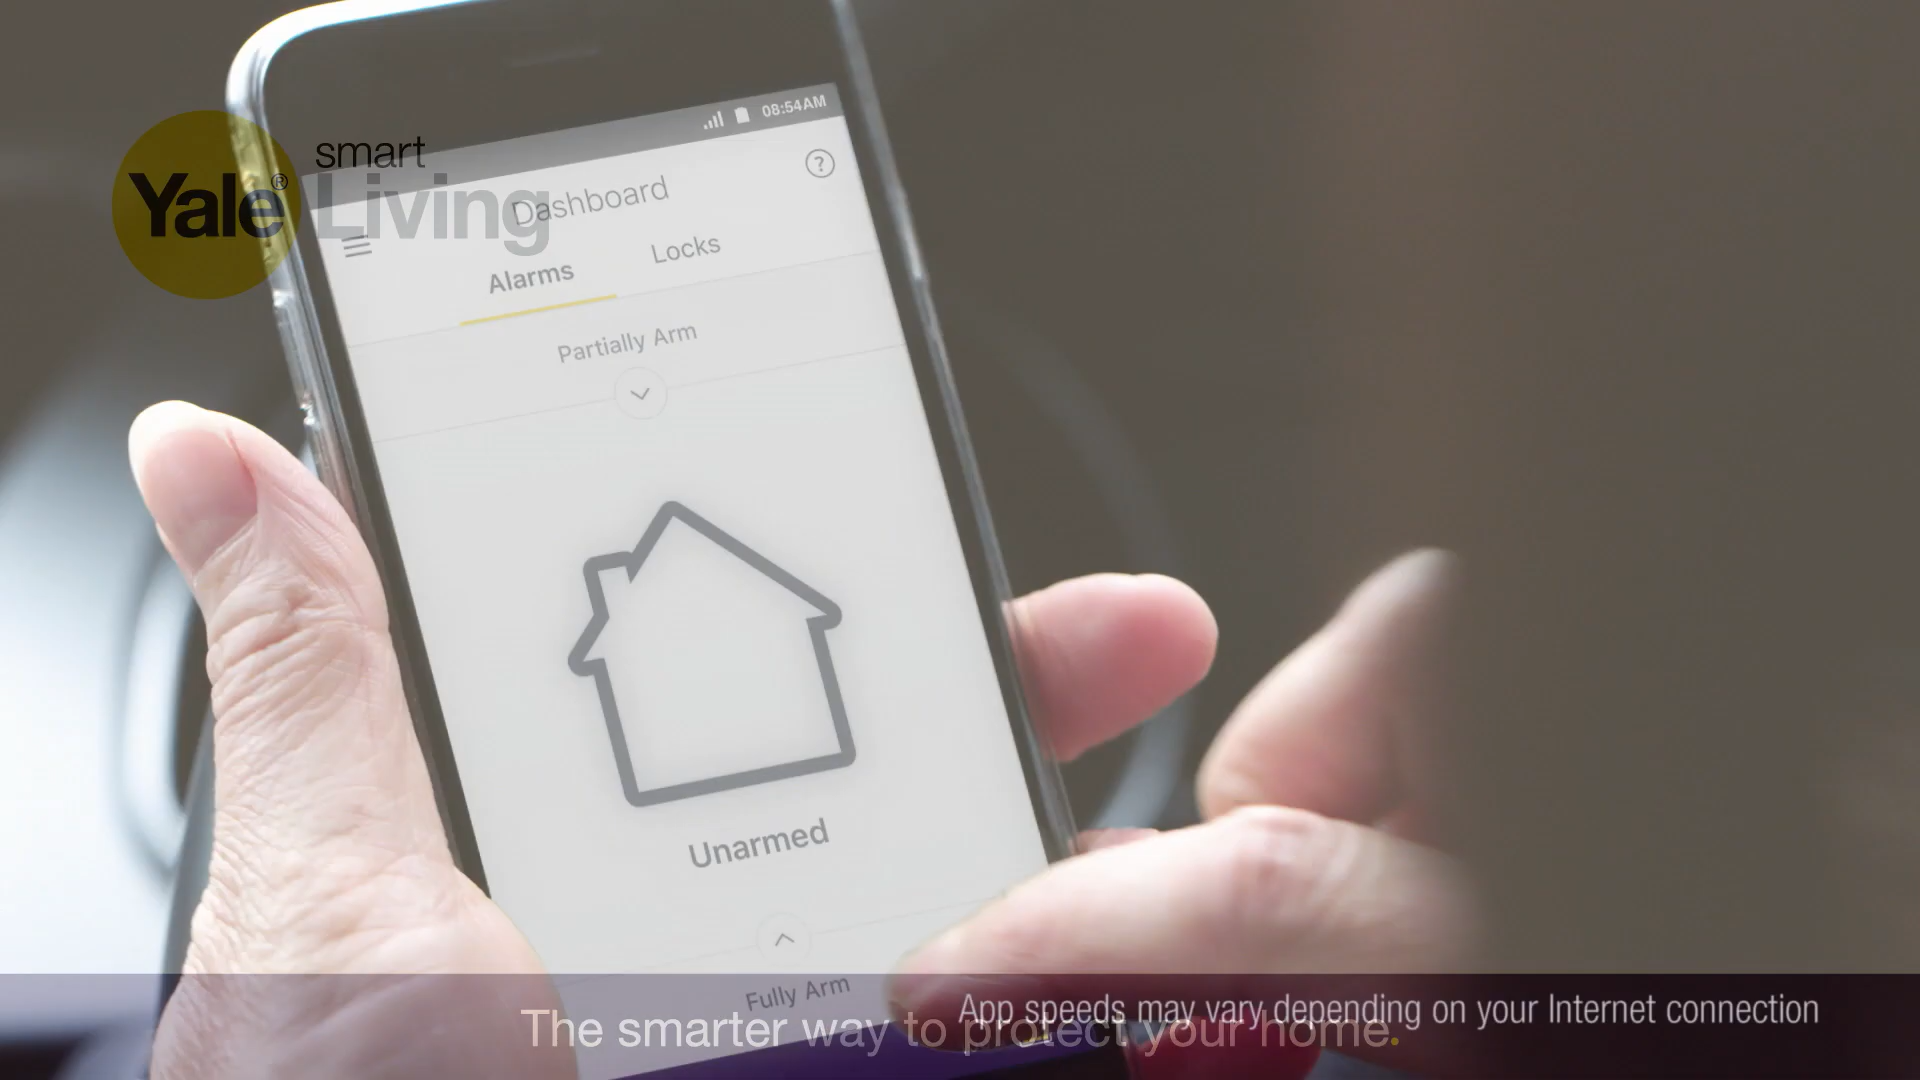 08:54AM
smart
Yale®
Living
?
Dashboard
Alarms
Locks
Partially Arm
Unarmed
Fully Arm
App speeds may vary depending on your Internet connection
The smarter way to protect your home.